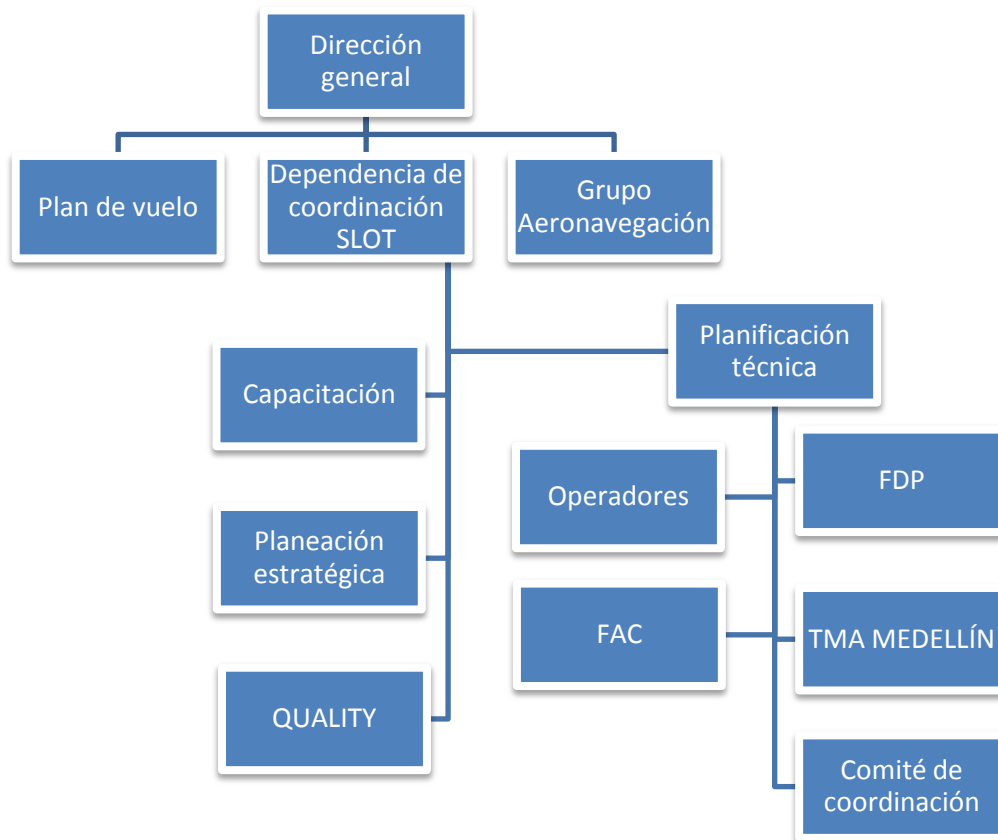 Dirección
general
Plan de vuelo
Dependencia de
coordinación
SLOT
Grupo
Aeronavegación
Planificación
técnica
Capacitación
Operadores
FDP
Planeación
estratégica
FAC
TMA MEDELLÍN
QUALITY
Comité de
coordinación